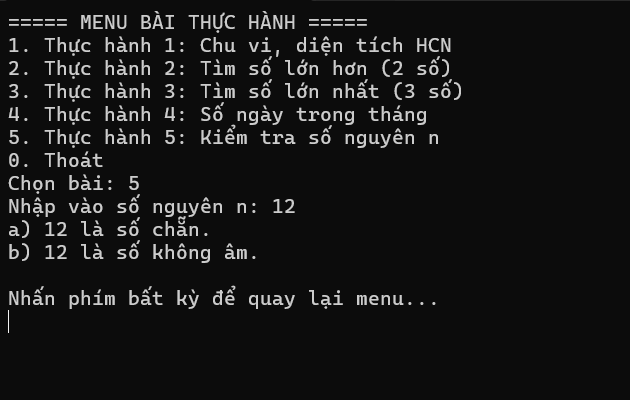 ===== MENU BÀI THỰC HÀNH =====
1. Thực hành 1: Chu vi, diện tích HCN
2. Thực hành 2: Tìm số lớn hơn (2 số)
3. Thực hành 3: Tìm số lớn nhất (3 số)
4. Thực hành 4: Số ngày trong tháng
5. Thực hành 5: Kiểm tra số nguyên n
0. Thoát
Chọn bài: 5
Nhập vào số nguyên n: 12
a) 12 là số chẵn.
b) 12 là số không âm.
Nhấn phím bất kỳ để quay lại menu...